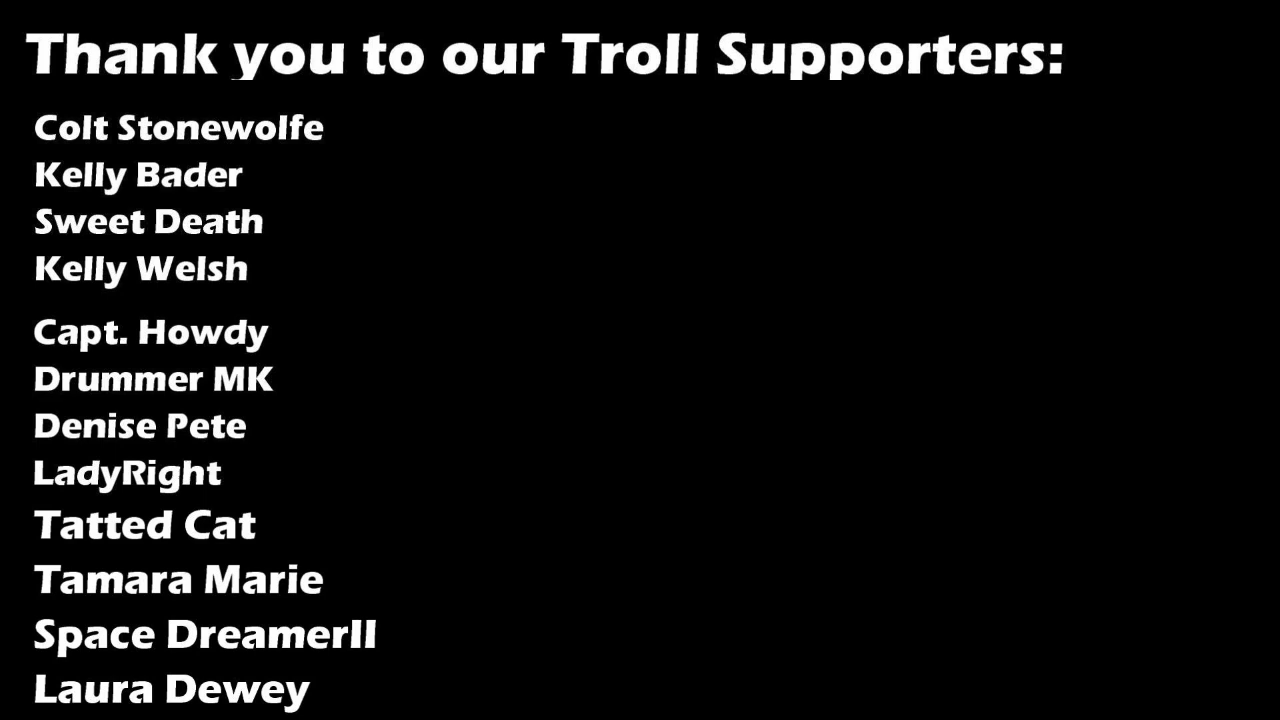 Thank you to our Troll Supporters:
Colt Stonewolfe
Kelly Bader
Sweet Death
Kelly Welsh
Capt. Howdy
Drummer MK
Denise Pete
LadyRight
Tatted Cat
Tamara Marie
Space DreamerII
Laura Dewey